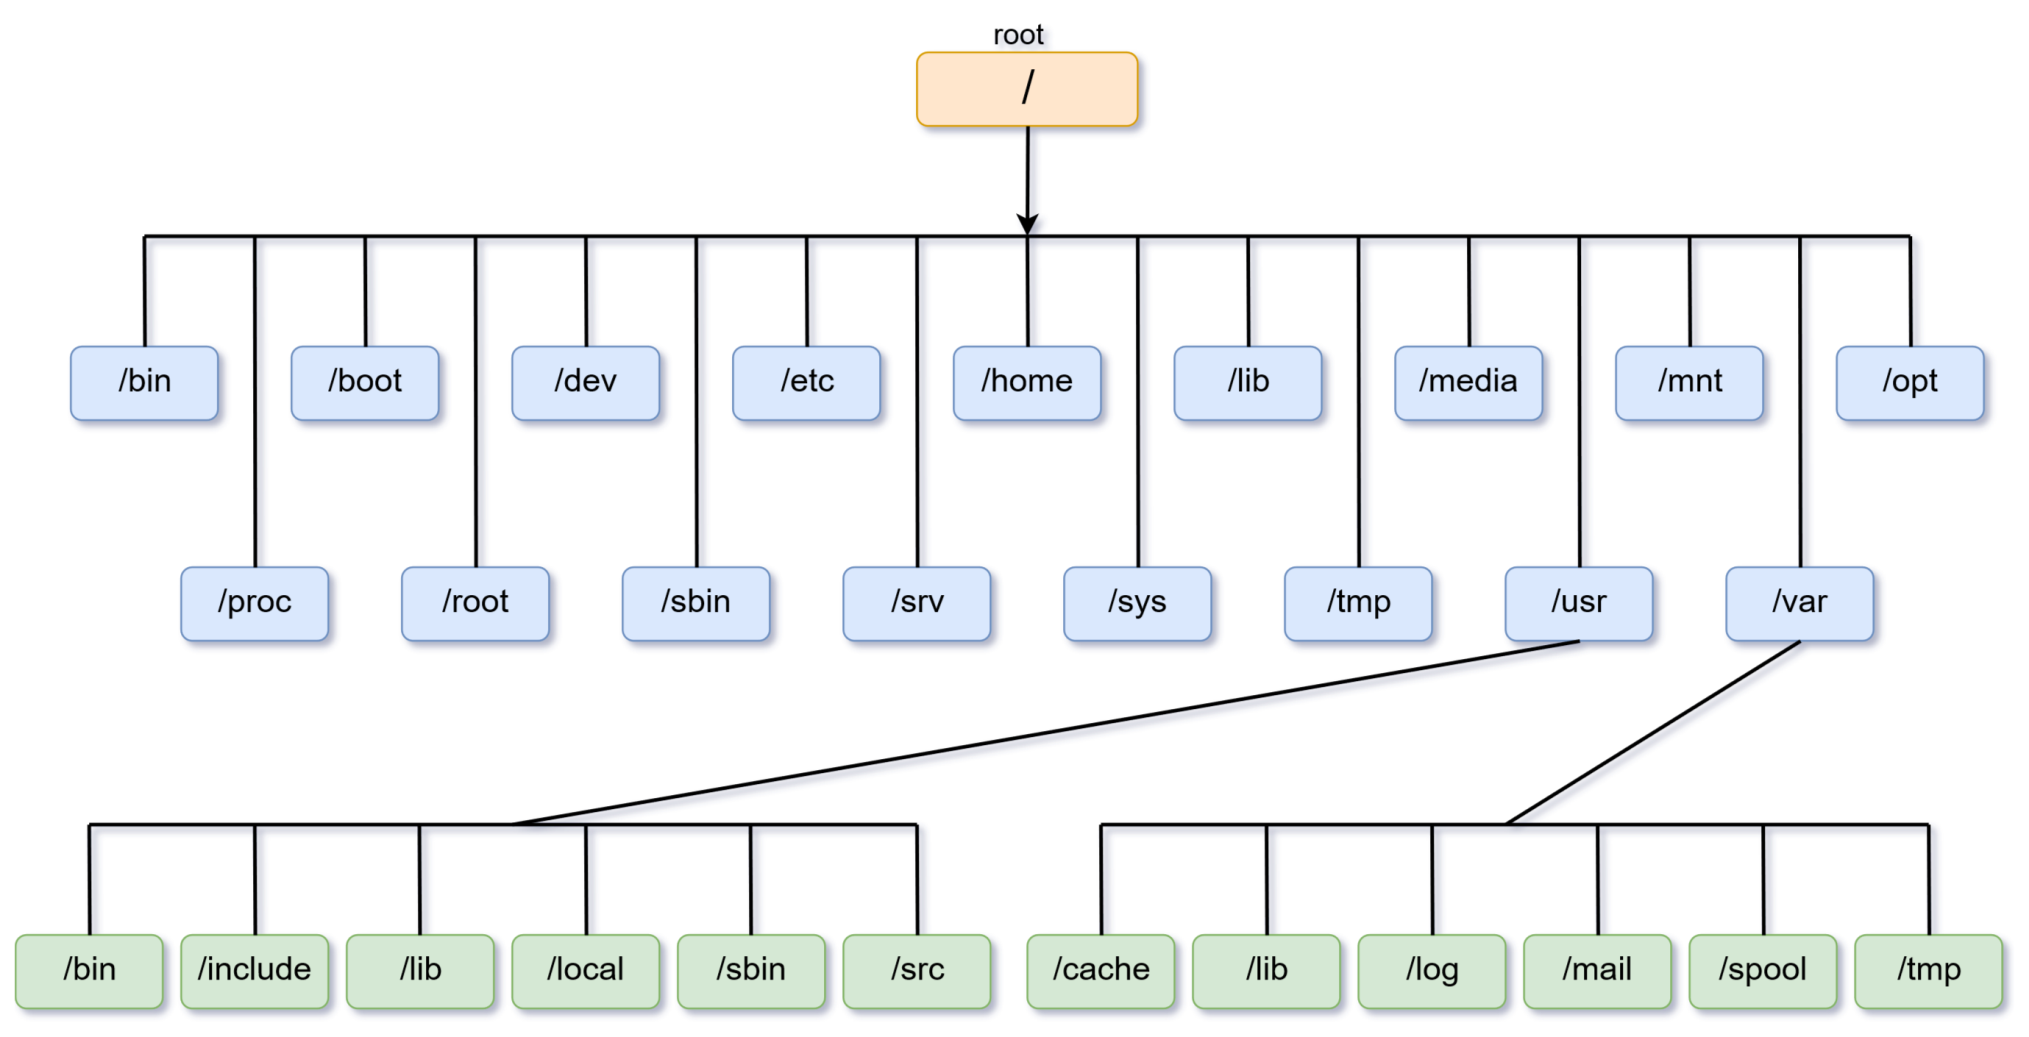 root
/
/bin
/boot
/dev
/etc
/home
/lib
/media
/mnt
/opt
/proc
/root
/sbin
/srv
/sys
/tmp
/usr
/var
/bin
/include
/lib
/local
/sbin
/src
/cache
/lib
/log
/mail
/spool
/tmp